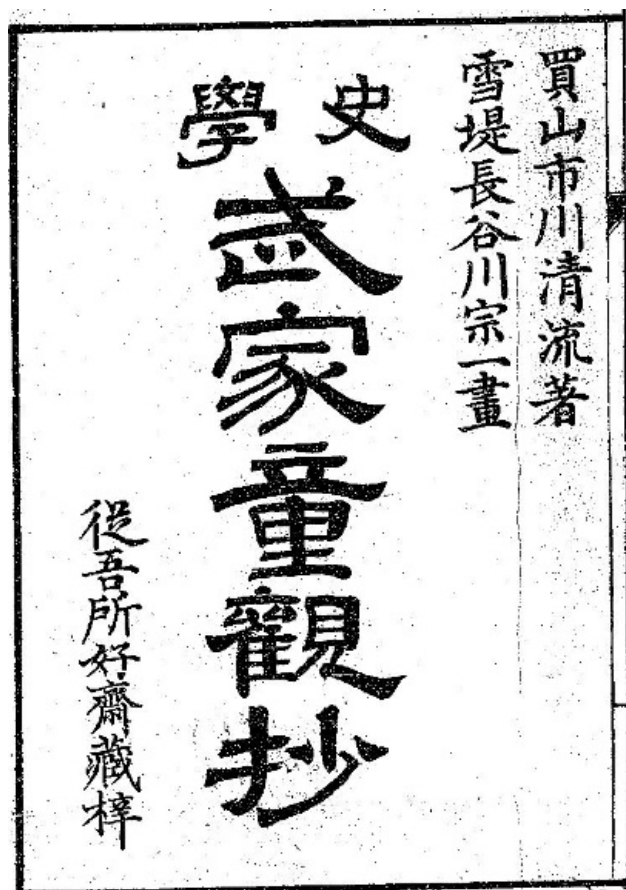 買山市川清流著
雪堤長谷川宗一畫
史學
武家童觀抄
從吾所好齋藏梓